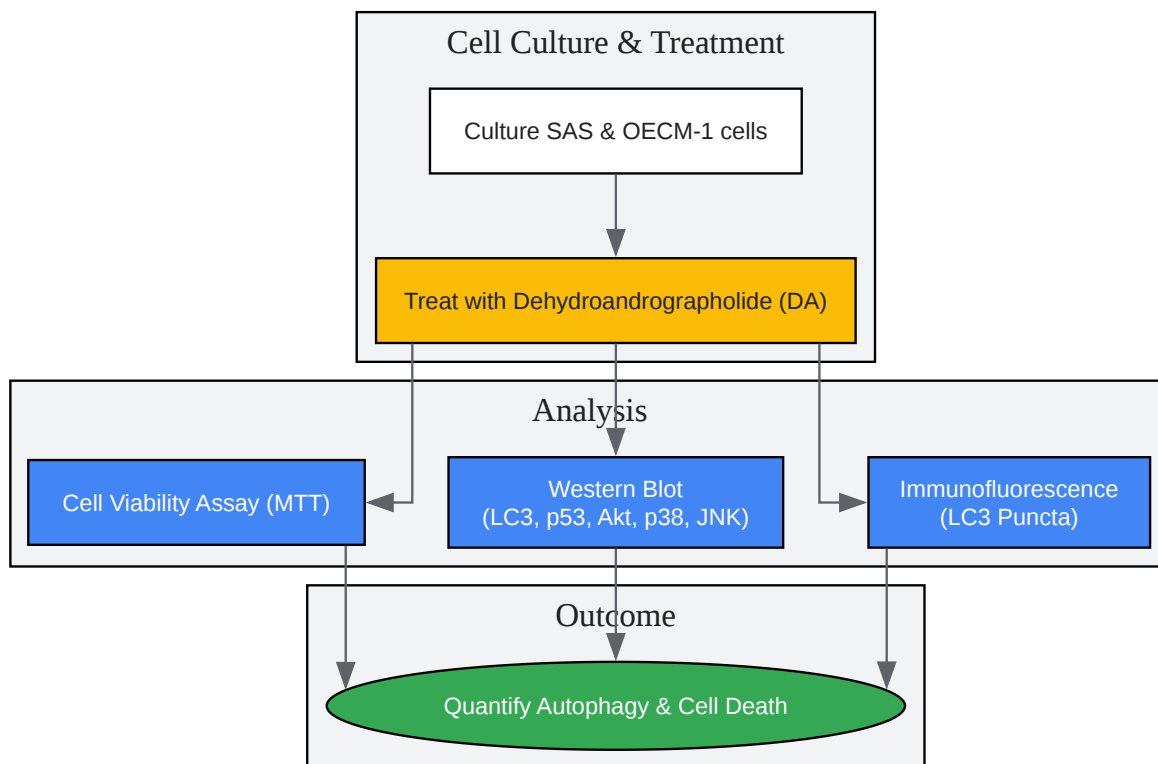 Cell Culture & Treatment
Culture SAS & OECM-1 cells
Treat with Dehydroandrographolide (DA)
Analysis
Cell Viability Assay (MTT)
Western Blot
(LC3, p53, Akt, p38, JNK)
Immunofluorescence
(LC3 Puncta)
Outcome
Quantify Autophagy & Cell Death